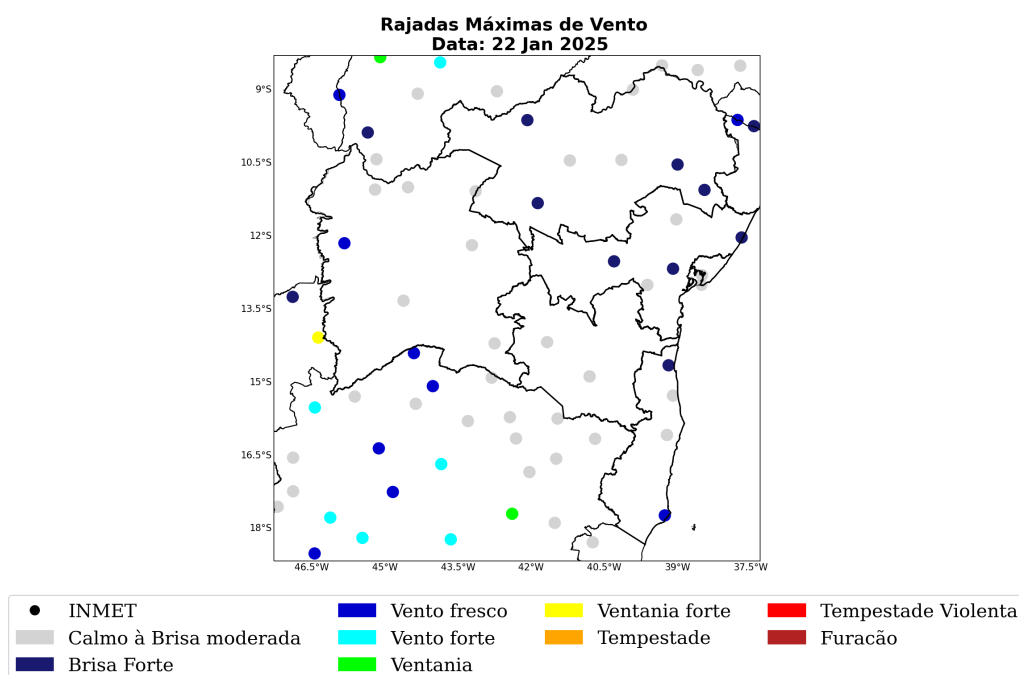 Rajadas Máximas de Vento
Data: 22 Jan 2025
9°S
10.5°S
12°S
13.5°S
15°S
16.5°S
18°S
46.5°W 45°W 43.5°W 42°W 40.5°W 39°W 37.5°W
INMET Vento fresco Ventania forte Tempestade Violenta
Calmo à Brisa moderada Vento forte Tempestade Furacão
Brisa Forte Ventania